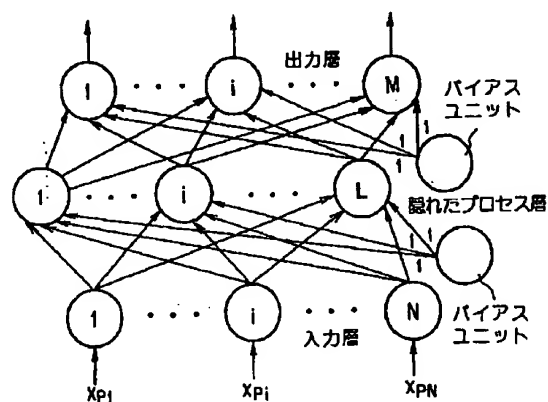 出力層
1 ・・・・ i ・・・・ M
バイアス
ユニット
1 1 1
1 ・・・・ i ・・・・ L
隠れたプロセス層
1 1 1
1 ・・・・ i ・・・・ N
入力層
バイアス
ユニット
XP1 XPi XPN